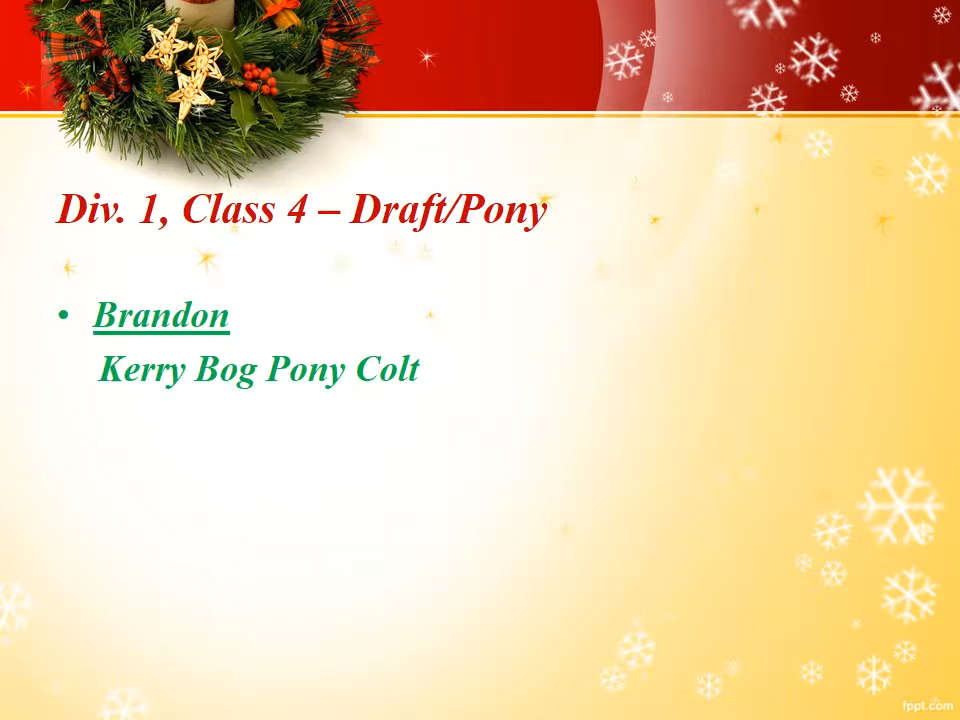 Div. 1, Class 4 – Draft/Pony
• Brandon
Kerry Bog Pony Colt
fppt.com